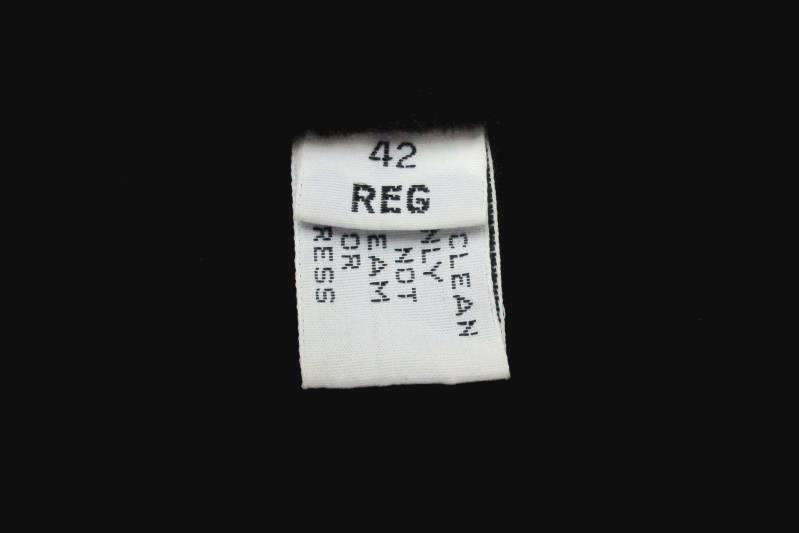 42
REG
CLEAN
NLY
NOT
EAM
OR
RESS